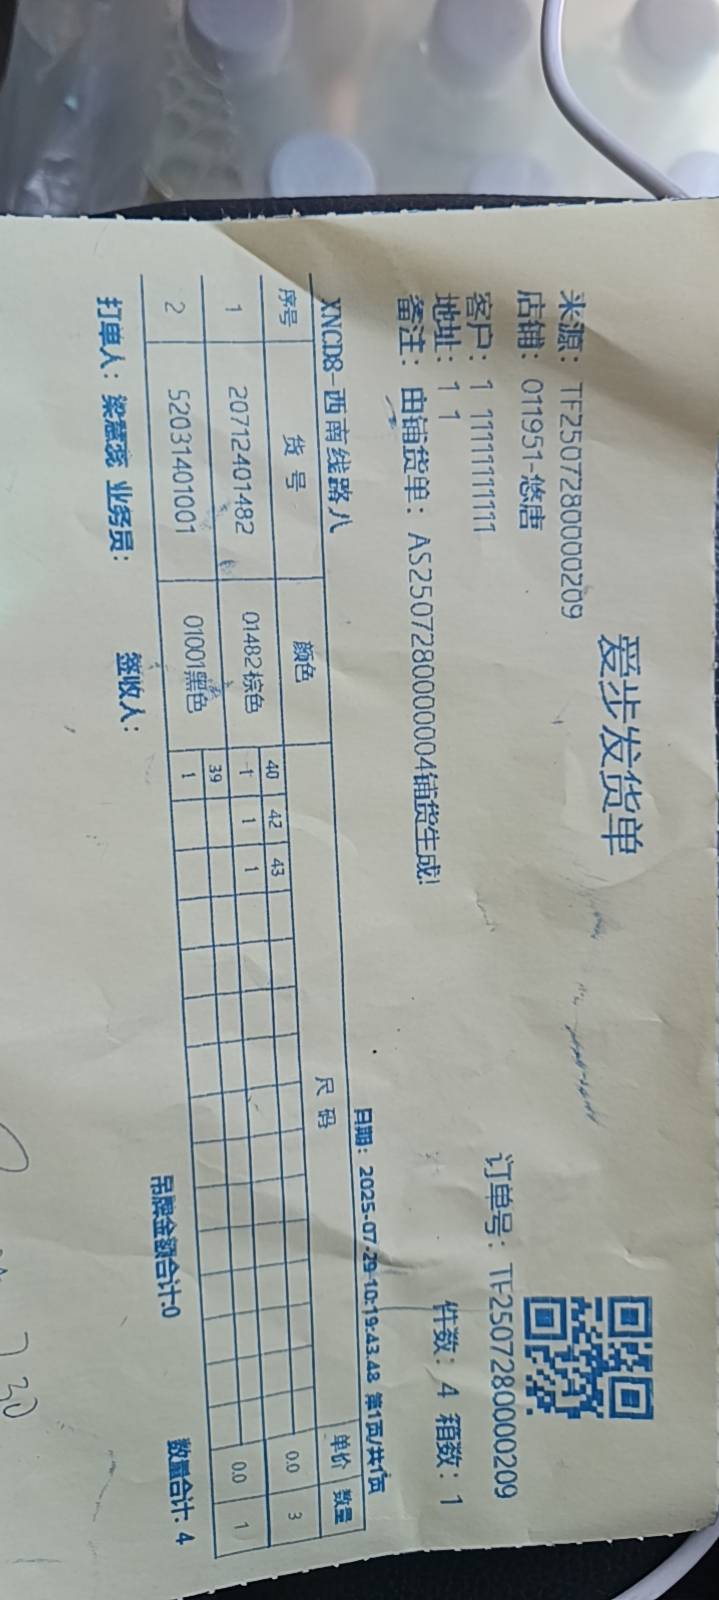 爱步发货单
来源：TF2507280000209
订单号：TF2507280000209
店铺：011951-悠唐
客户：1 11111111111
件数：4 箱数：1
地址：1 1
备注：由铺货单：AS2507280000004铺货生成!
日期：2025-07-29 10:19:43.48 第1页/共1页
XNCD8-西南线路八
序号 货号 颜色 尺码 单价 数量
40 42 43
1 20712401482 01482棕色 1 1 1 0.0 3
39
2 52031401001 01001黑色 1 0.0 1
吊牌金额合计:0 数量合计: 4
打单人：梁慧蕊 业务员： 签收人：
730